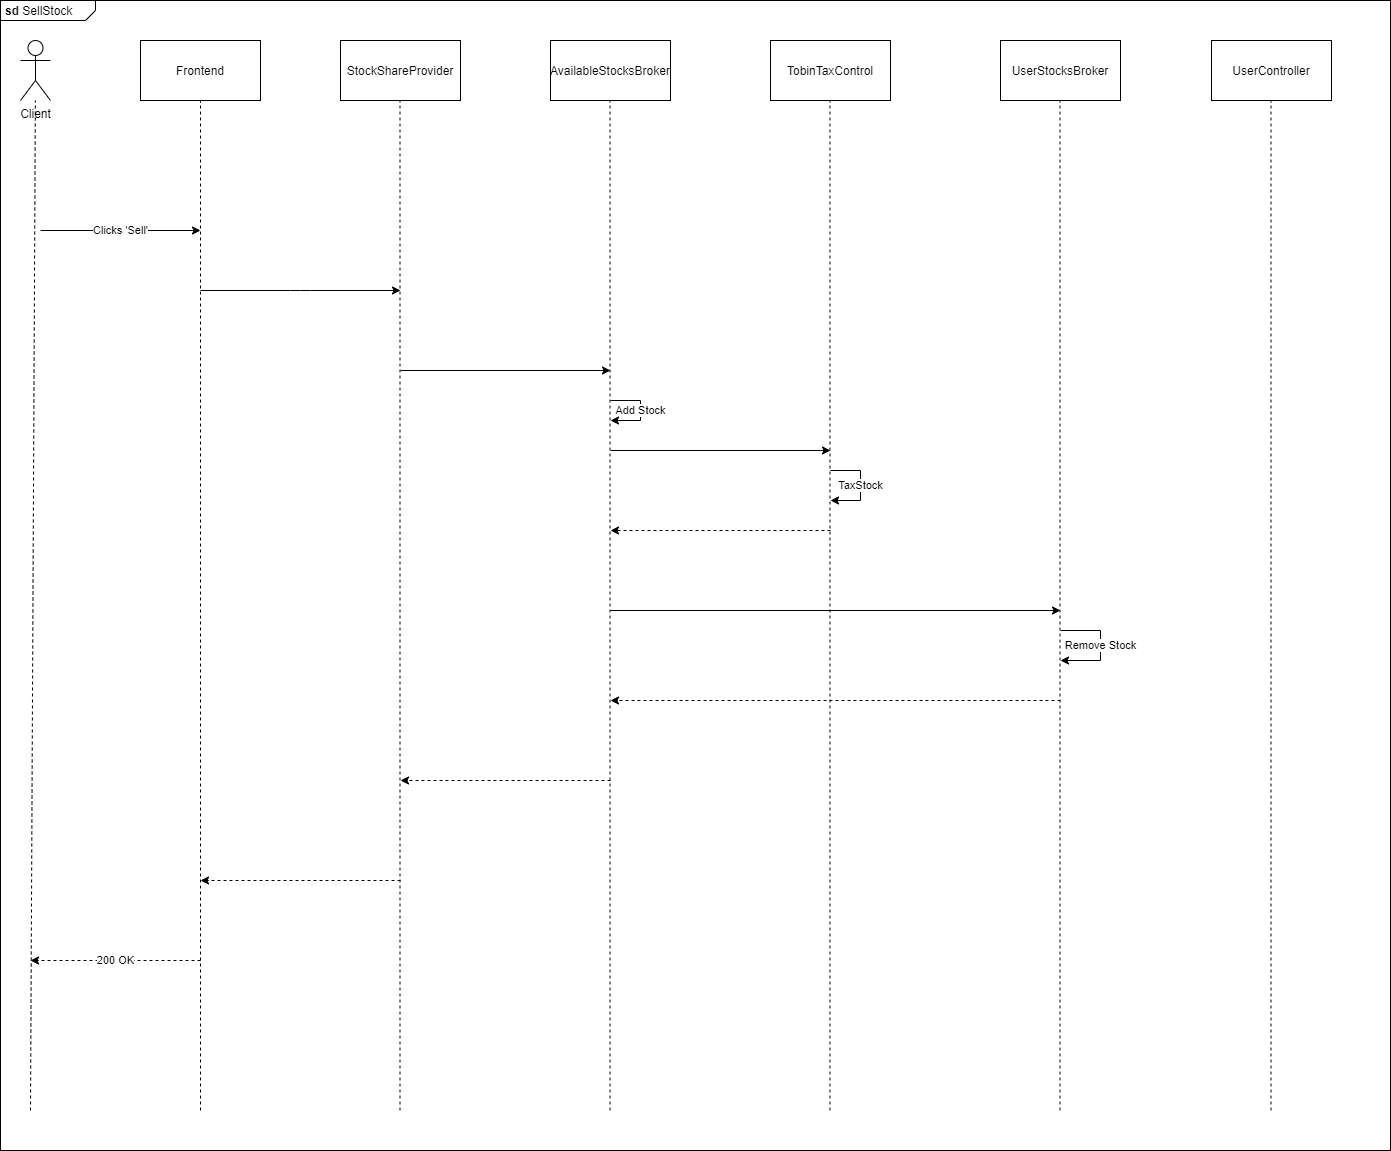 sd SellStock
Client
Frontend
StockShareProvider
AvailableStocksBroker
TobinTaxControl
UserStocksBroker
UserController
Clicks 'Sell'
Add Stock
TaxStock
Remove Stock
200 OK